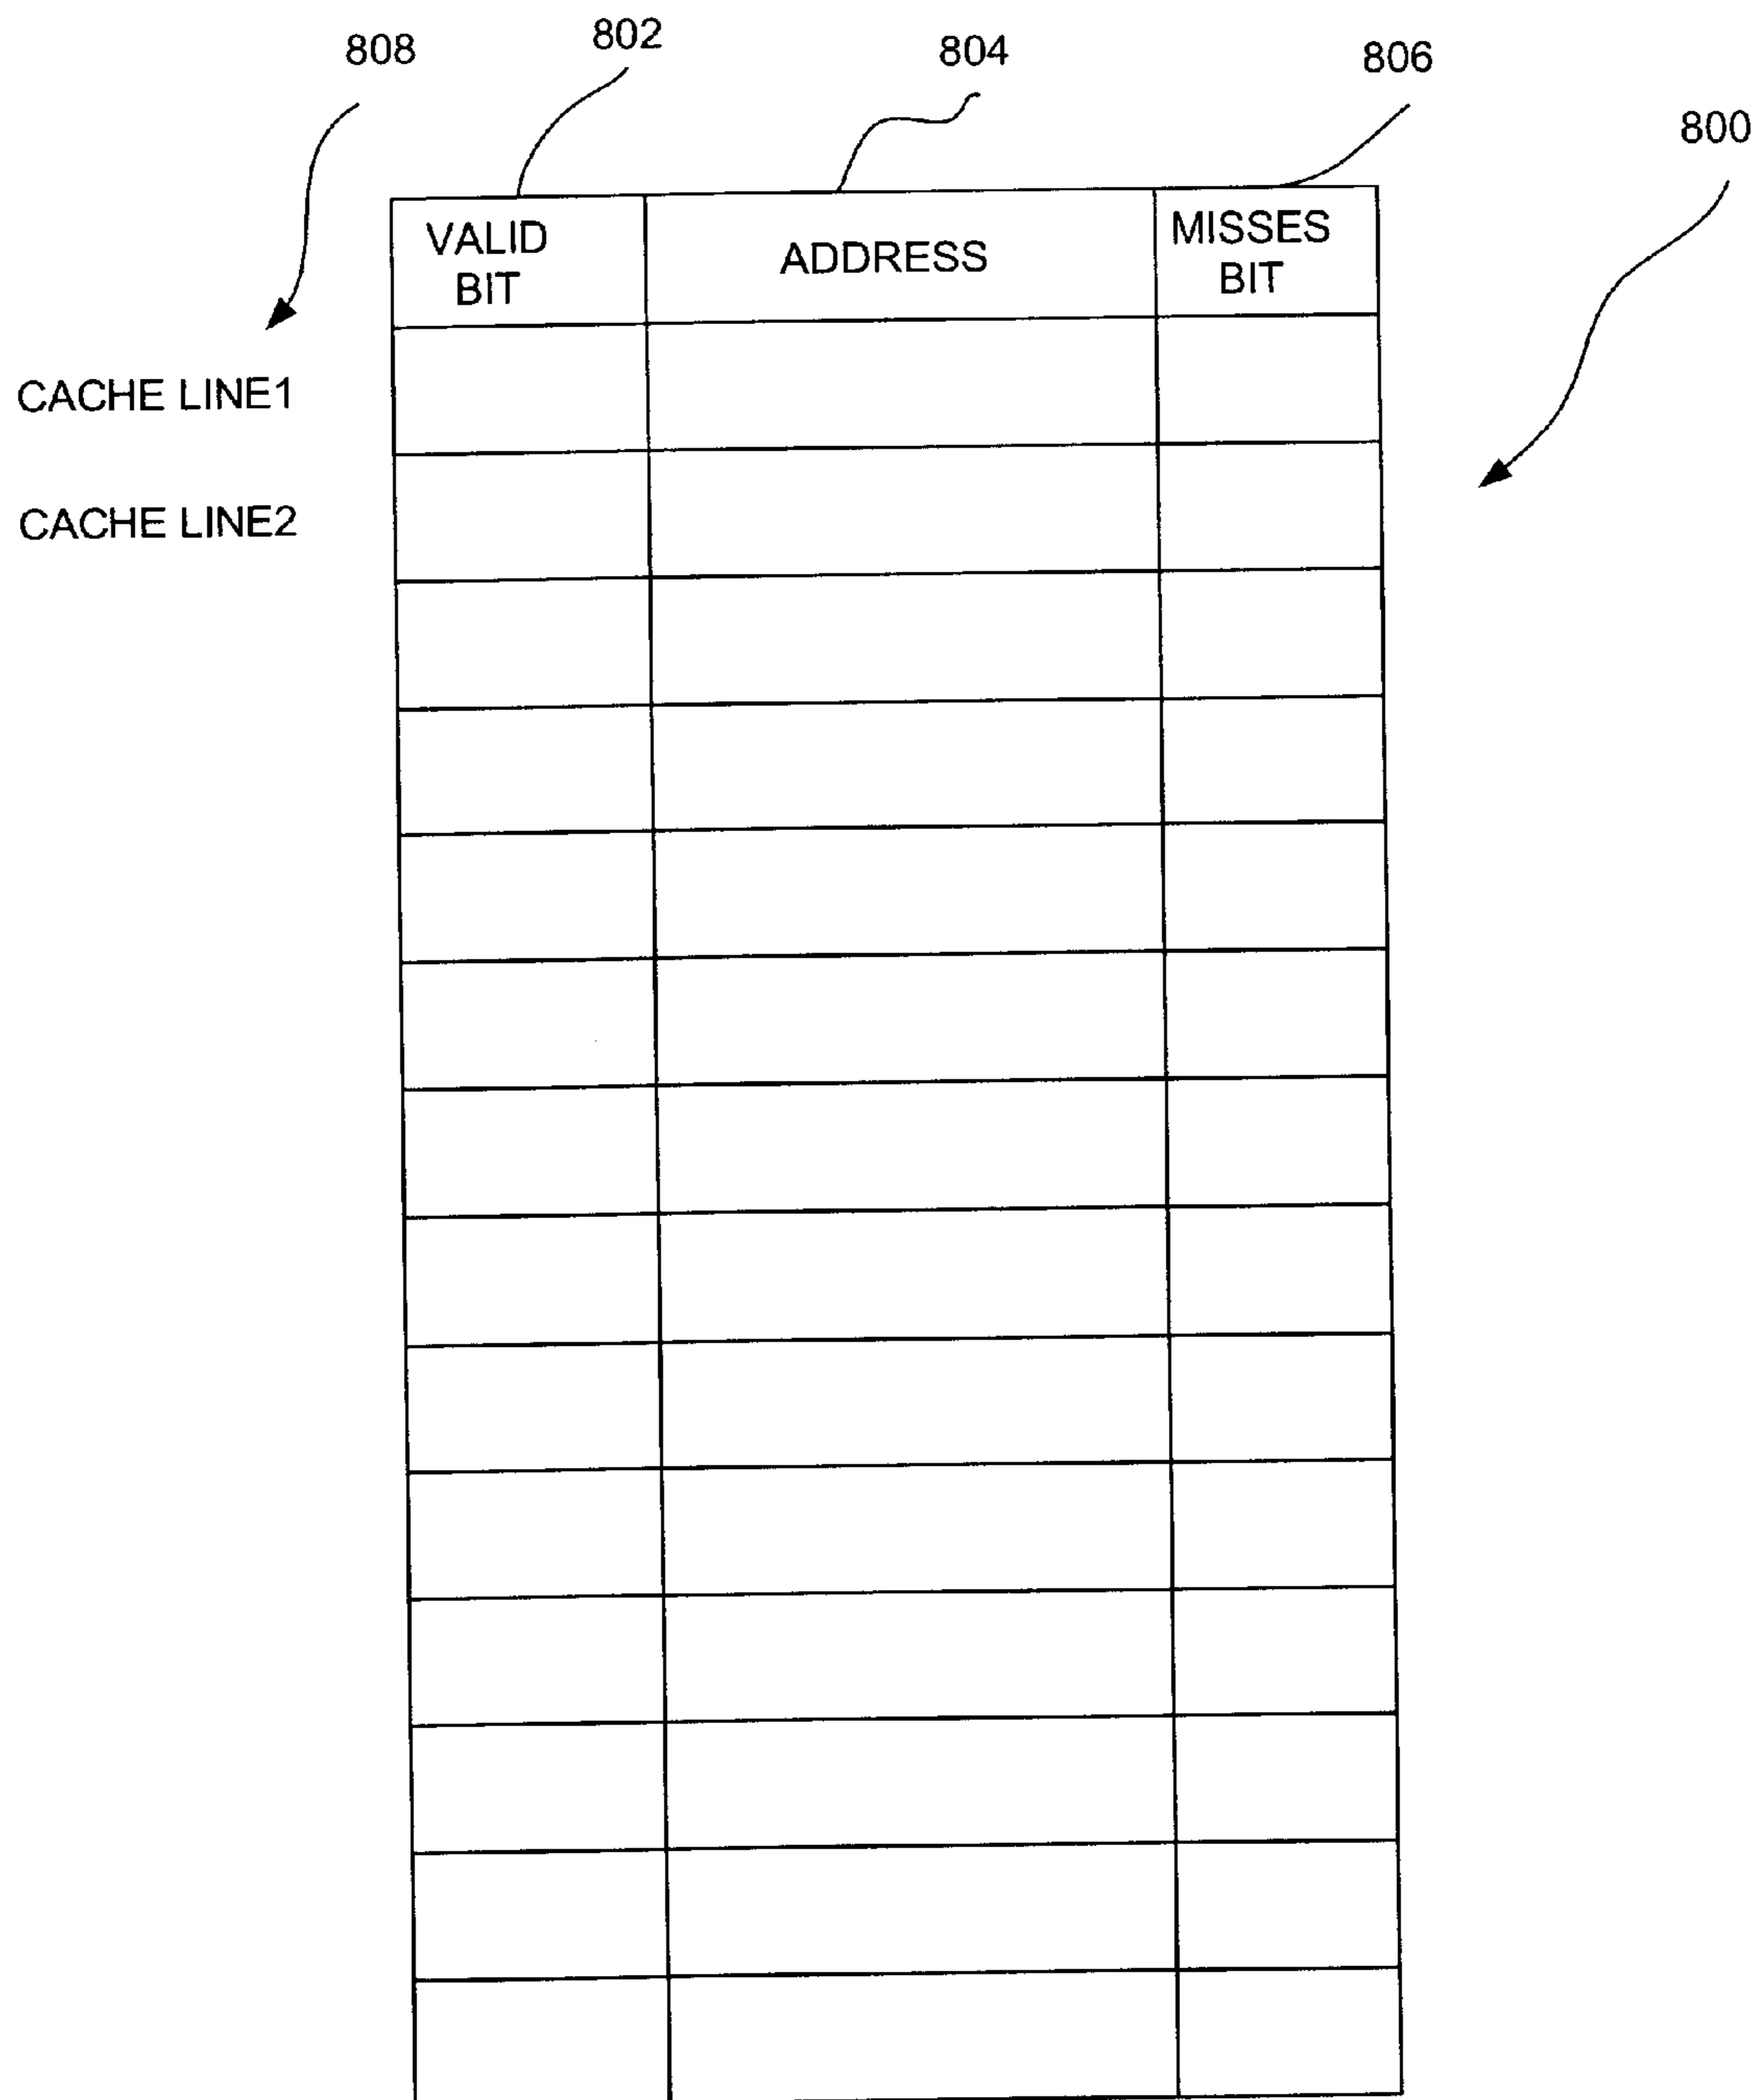 808
802
804
806
800
VALID
BIT
ADDRESS
MISSES
BIT
CACHE LINE1
CACHE LINE2